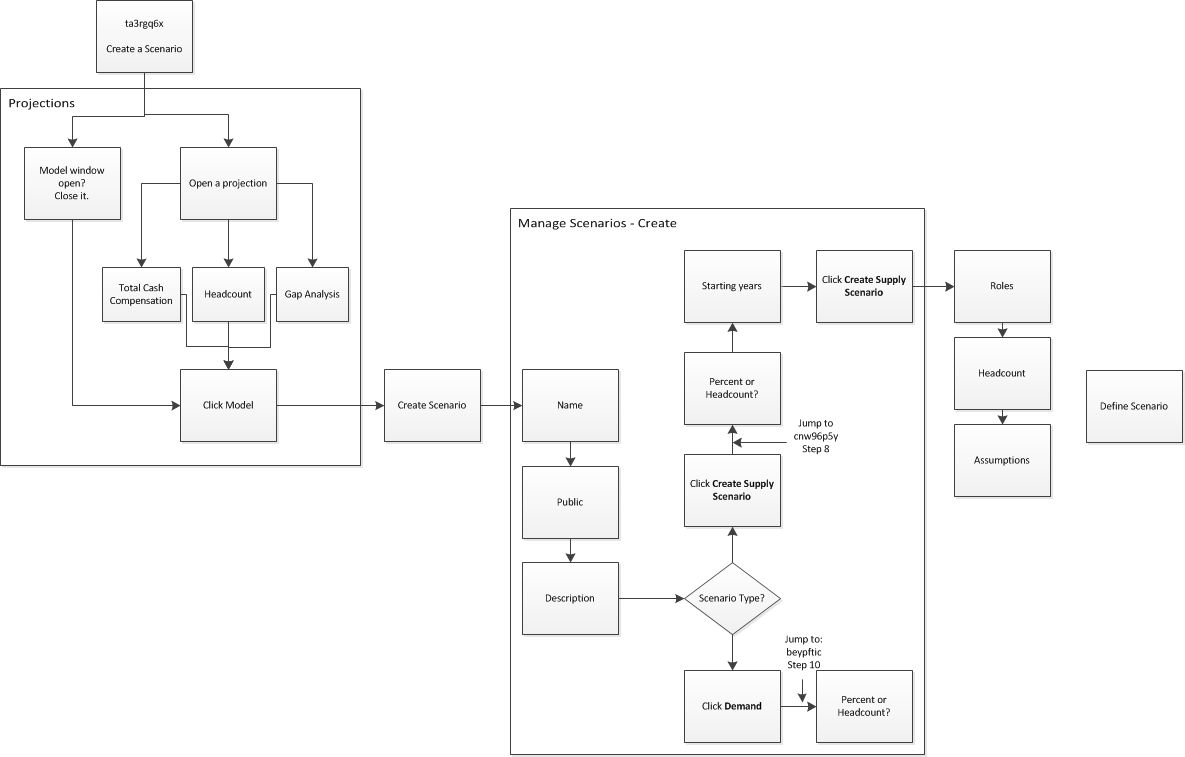 ta3rgq6x
Create a Scenario
Projections
Model window
open?
Close it.
Open a projection
Total Cash
Compensation
Headcount
Gap Analysis
Click Model
Create Scenario
Manage Scenarios - Create
Name
Public
Description
Scenario Type?
Click Create Supply
Scenario
Jump to
cnw96p5y
Step 8
Percent or
Headcount?
Starting years
Click Create Supply
Scenario
Click Demand
Jump to:
beypftic
Step 10
Percent or
Headcount?
Roles
Headcount
Assumptions
Define Scenario